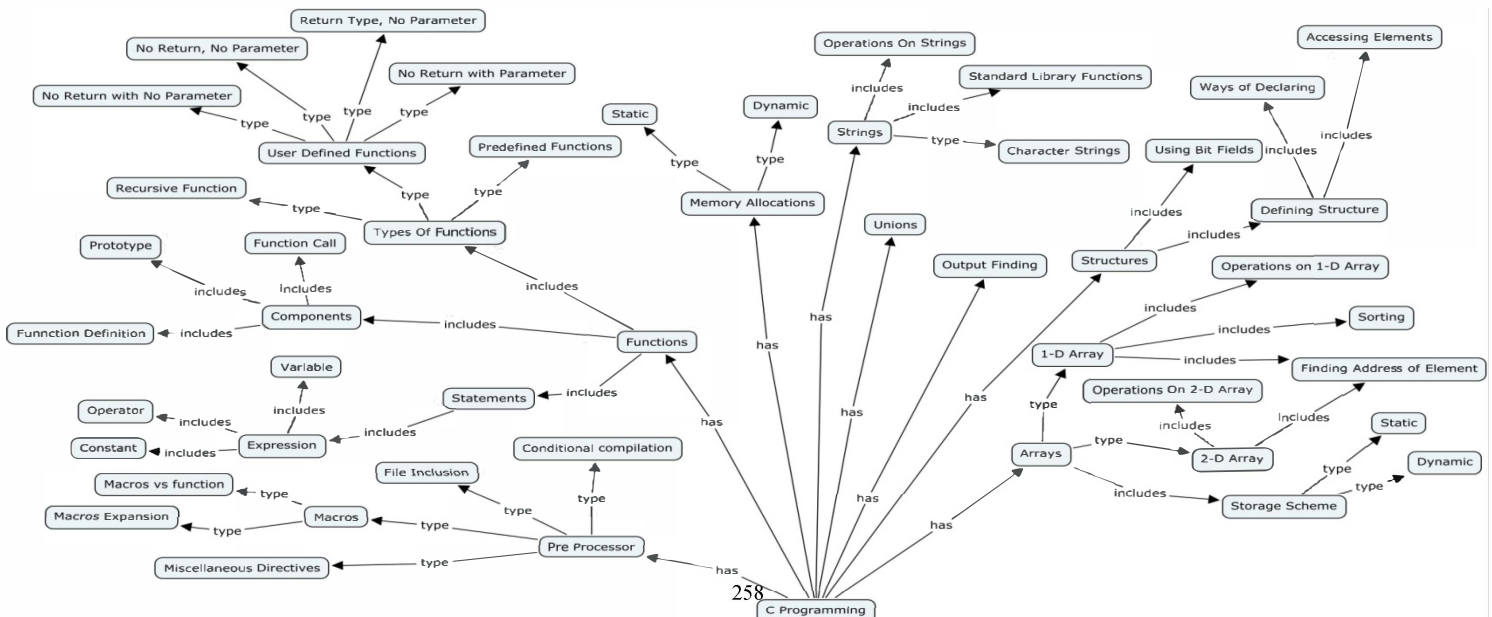 Return Type, No Parameter
No Return, No Parameter
No Return with Parameter
No Return with No Parameter
type
type
type
type
User Defined Functions
Predefined Functions
Recursive Function
type
type
type
Types Of Functions
Prototype
Function Call
includes
includes
includes
Components
Funnction Definition
includes
includes
Functions
Variable
Statements
includes
Operator
includes
includes
includes
Constant
includes
Expression
Conditional compilation
File Inclusion
Macros vs function
type
type
type
Macros Expansion
type
Macros
type
Pre Processor
Miscellaneous Directives
type
has
258
C Programming
Static
Dynamic
type
type
Memory Allocations
has
has
Operations On Strings
Standard Library Functions
includes
includes
Strings
type
Character Strings
has
Unions
has
Output Finding
has
Accessing Elements
Ways of Declaring
includes
includes
Using Bit Fields
Defining Structure
includes
includes
Structures
has
Operations on 1-D Array
includes
Sorting
includes
1-D Array
includes
Finding Address of Element
Operations On 2-D Array
type
includes
Includes
Arrays
type
2-D Array
Static
Dynamic
type
type
includes
Storage Scheme
has